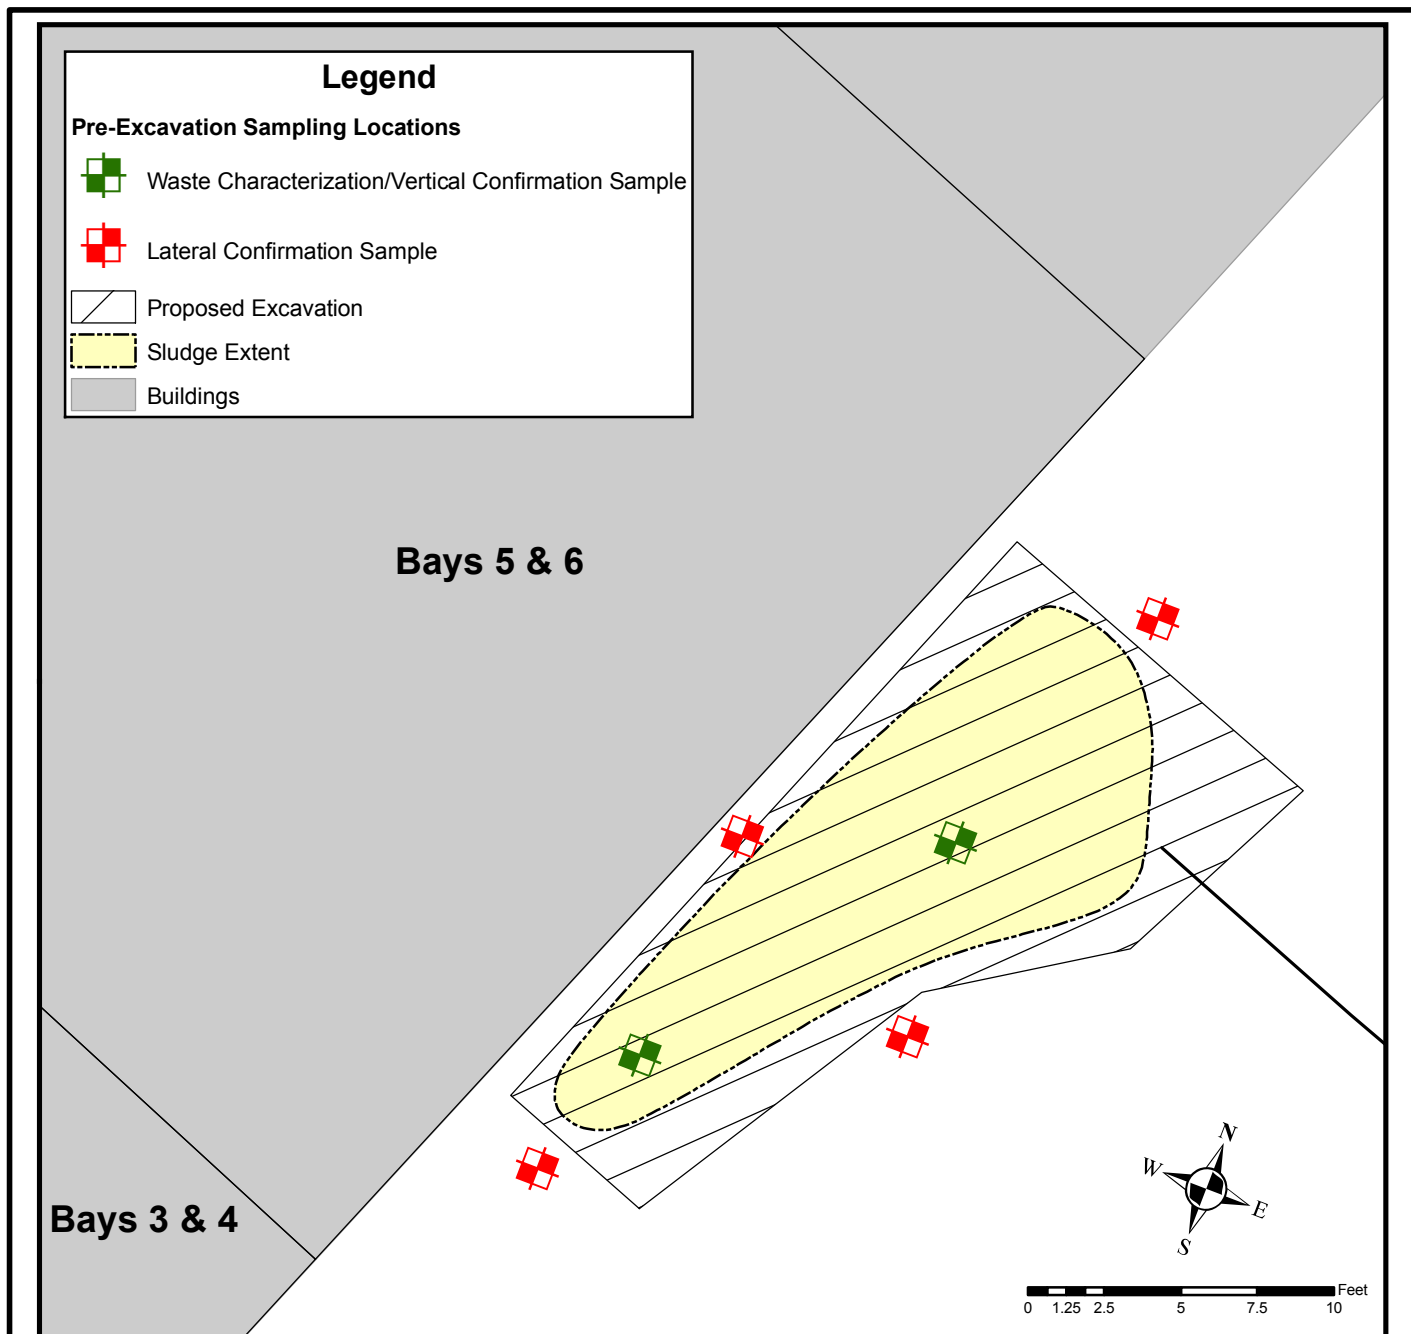 Legend
Pre-Excavation Sampling Locations
Waste Characterization/Vertical Confirmation Sample
Lateral Confirmation Sample
Proposed Excavation
Sludge Extent
Buildings
Bays 5 & 6
Bays 3 & 4
N
W
E
S
Feet
0 1.25 2.5 5 7.5 10